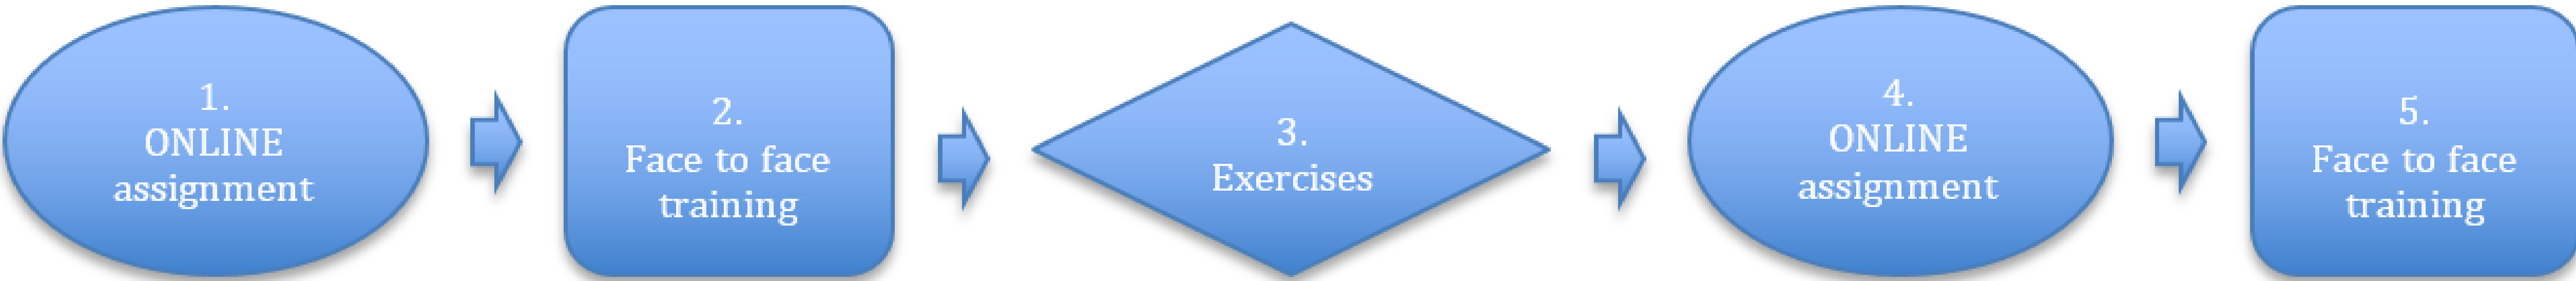 1.
ONLINE
assignment
2.
Face to face
training
3.
Exercises
4.
ONLINE
assignment
5.
Face to face
training